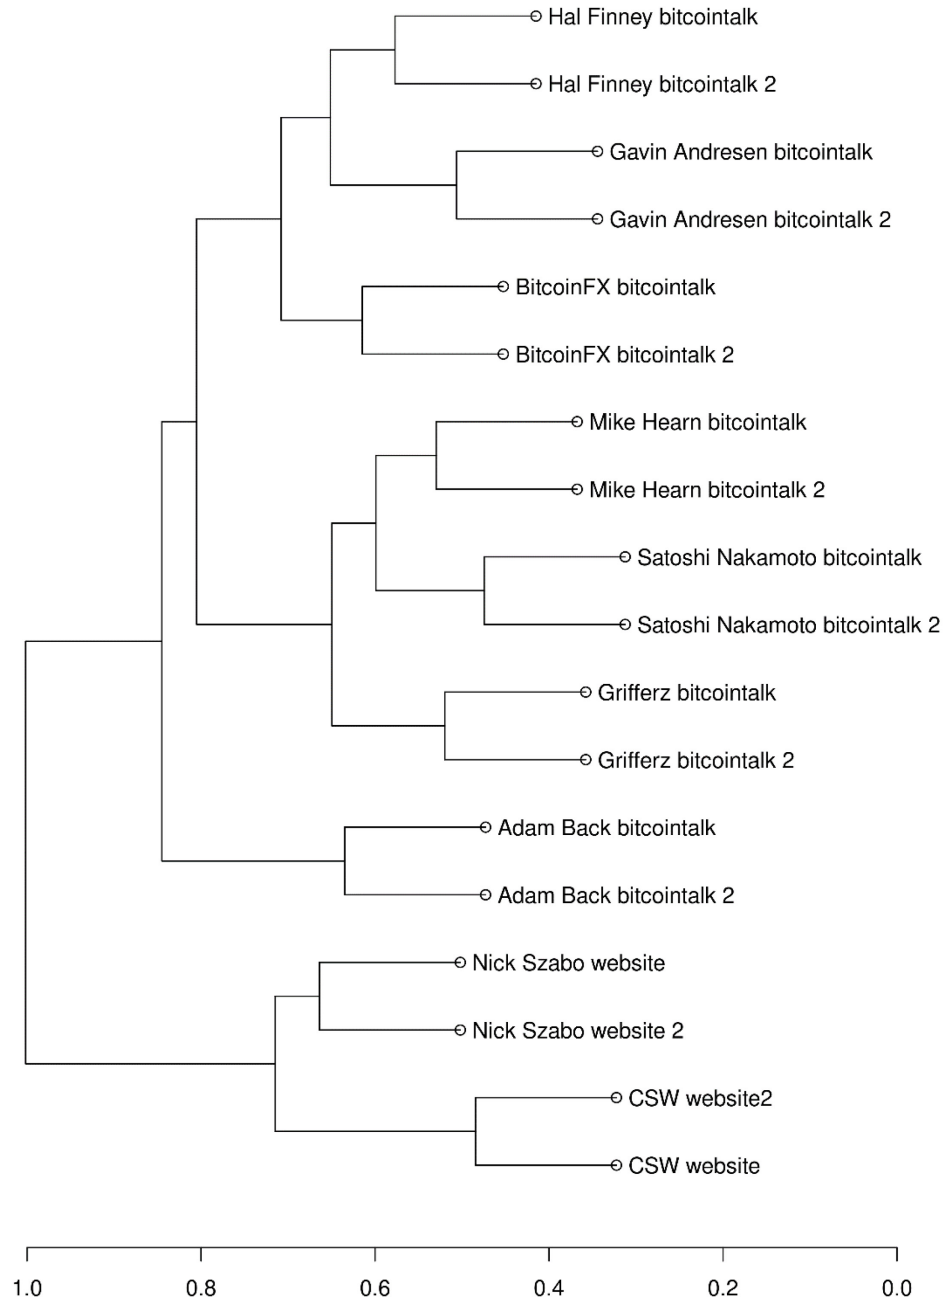 Hal Finney bitcointalk
Hal Finney bitcointalk 2
Gavin Andresen bitcointalk
Gavin Andresen bitcointalk 2
BitcoinFX bitcointalk
BitcoinFX bitcointalk 2
Mike Hearn bitcointalk
Mike Hearn bitcointalk 2
Satoshi Nakamoto bitcointalk
Satoshi Nakamoto bitcointalk 2
Grifferz bitcointalk
Grifferz bitcointalk 2
Adam Back bitcointalk
Adam Back bitcointalk 2
Nick Szabo website
Nick Szabo website 2
CSW website2
CSW website
1.0 0.8 0.6 0.4 0.2 0.0